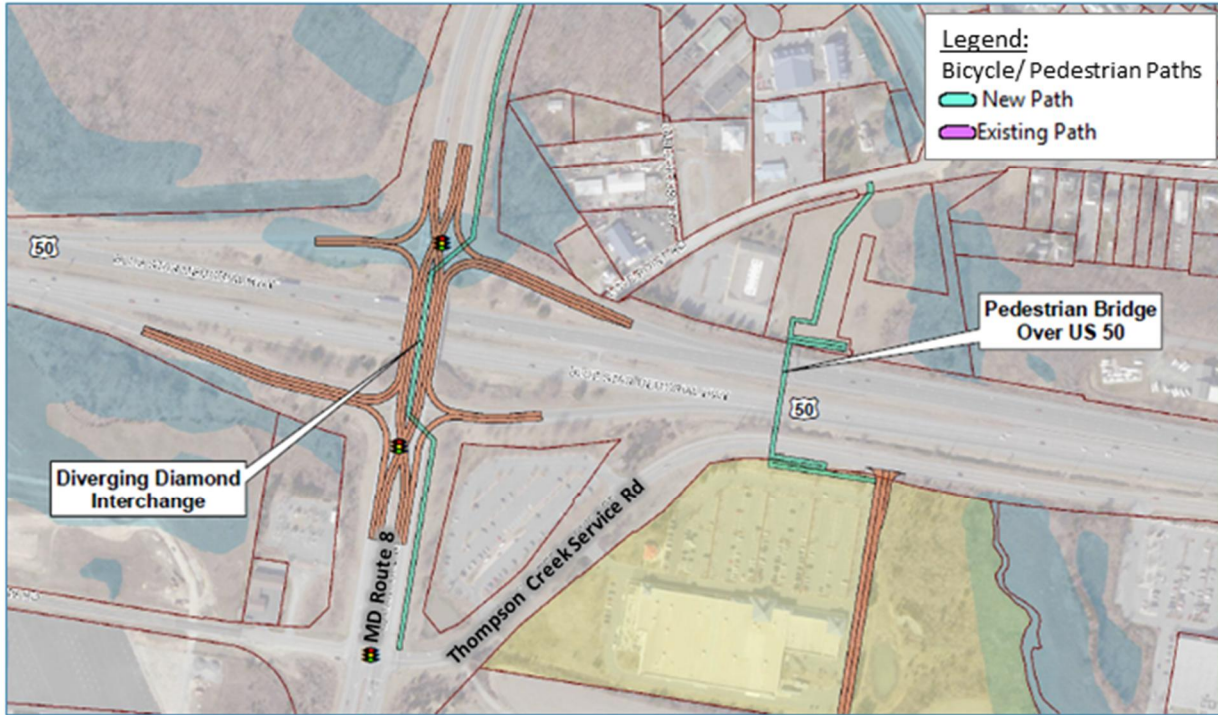 Legend:
Bicycle/ Pedestrian Paths
New Path
Existing Path
50
Pedestrian Bridge
Over US 50
50
Diverging Diamond
Interchange
MD Route 8
Thompson Creek Service Rd